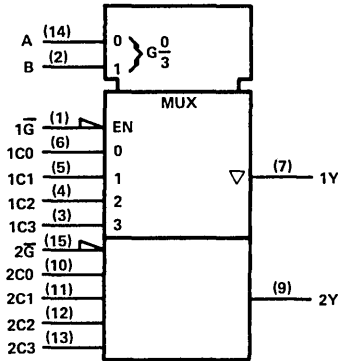 A (14) 0 } G 0/3
B (2) 1
MUX
1G̅ (1) EN
1C0 (6) 0
1C1 (5) 1 ▽ (7) 1Y
1C2 (4) 2
1C3 (3) 3
2G̅ (15)
2C0 (10)
2C1 (11) (9) 2Y
2C2 (12)
2C3 (13)